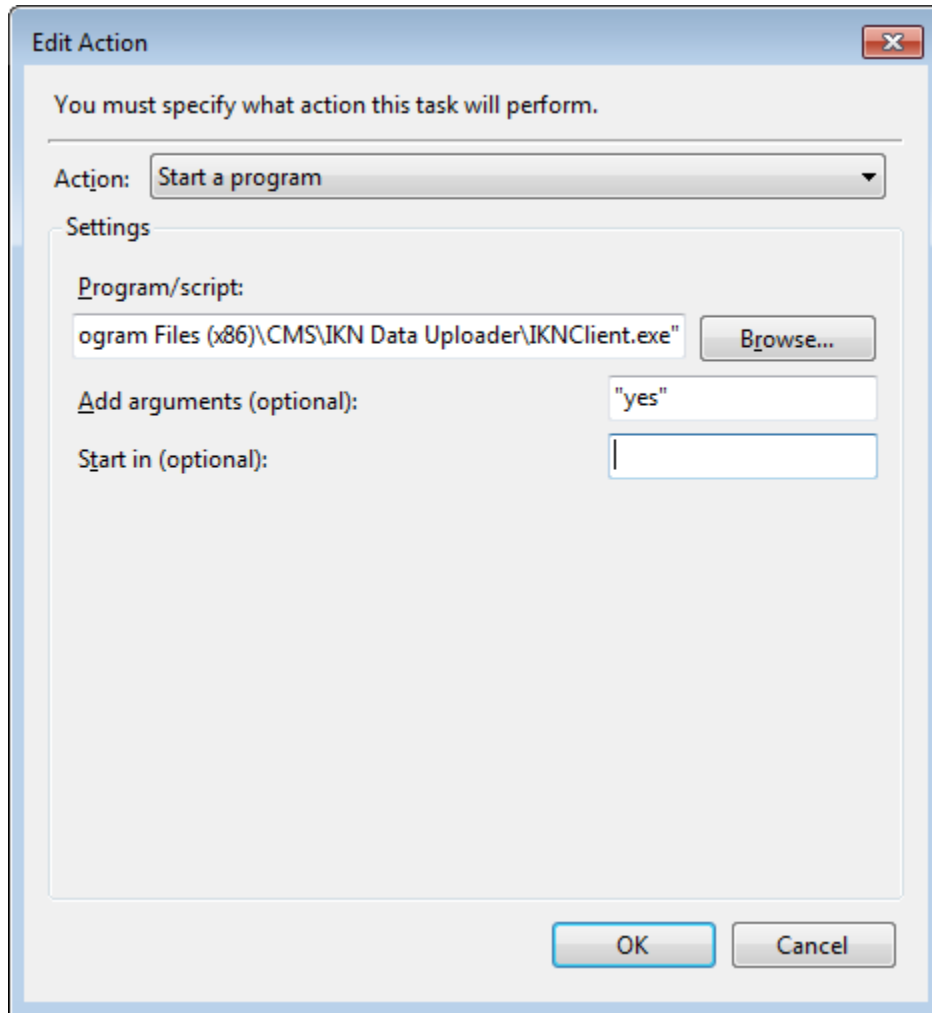 Edit Action
You must specify what action this task will perform.
Action: Start a program
Settings
Program/script:
ogram Files (x86)\CMS\IKN Data Uploader\IKNClient.exe" Browse...
Add arguments (optional): "yes"
Start in (optional):
OK Cancel